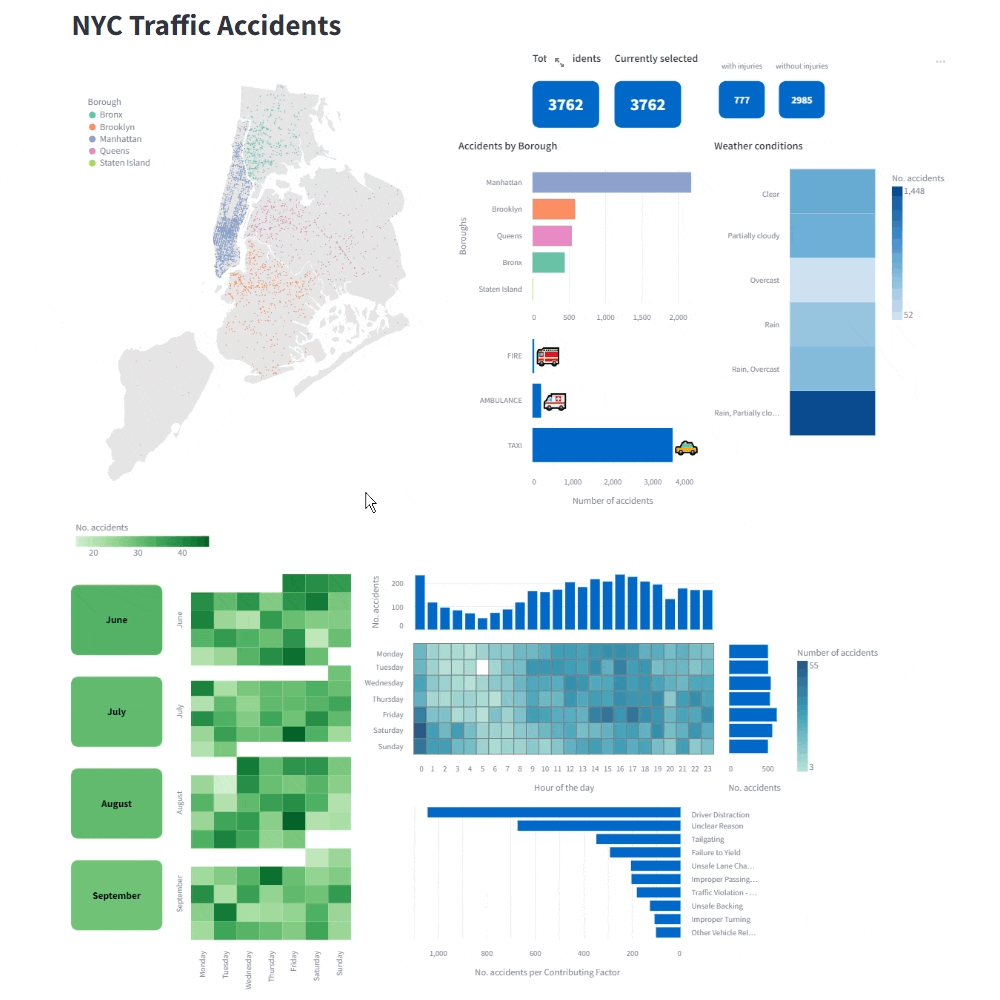 NYC Traffic Accidents
Tot idents Currently selected
with injuries without injuries
3762 3762 777 2985
Borough
Bronx
Brooklyn
Manhattan
Queens
Staten Island
Accidents by Borough
Boroughs
Manhattan
Brooklyn
Queens
Bronx
Staten Island
0 500 1,000 1,500 2,000
FIRE
AMBULANCE
TAXI
0 1,000 2,000 3,000 4,000
Number of accidents
Weather conditions
Clear
Partially cloudy
Overcast
Rain
Rain, Overcast
Rain, Partially clo...
No. accidents
1,448
52
No. accidents
20 30 40
June
July
August
September
June
July
August
September
Monday Tuesday Wednesday Thursday Friday Saturday Sunday
No. accidents
200
100
0
Monday
Tuesday
Wednesday
Thursday
Friday
Saturday
Sunday
0 1 2 3 4 5 6 7 8 9 10 11 12 13 14 15 16 17 18 19 20 21 22 23
Hour of the day
0 500
No. accidents
Number of accidents
55
3
Driver Distraction
Unclear Reason
Tailgating
Failure to Yield
Unsafe Lane Cha...
Improper Passing...
Traffic Violation - ...
Unsafe Backing
Improper Turning
Other Vehicle Rel...
1,000 800 600 400 200 0
No. accidents per Contributing Factor